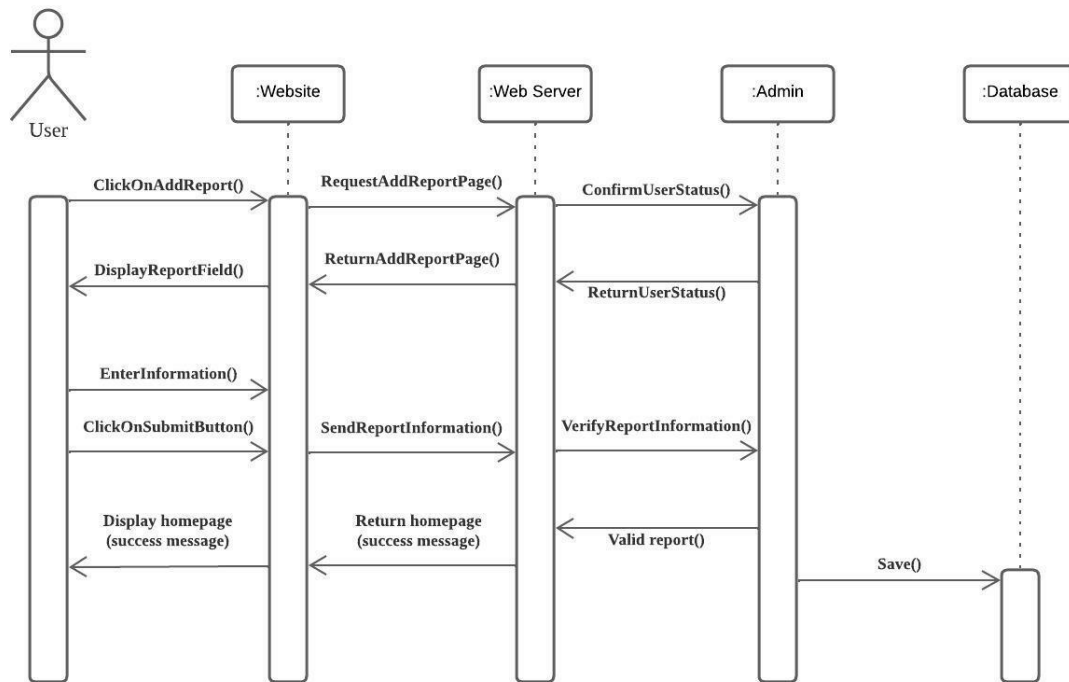 :Website
:Web Server
:Admin
:Database
User
ClickOnAddReport()
RequestAddReportPage()
ConfirmUserStatus()
DisplayReportField()
ReturnAddReportPage()
ReturnUserStatus()
EnterInformation()
ClickOnSubmitButton()
SendReportInformation()
VerifyReportInformation()
Display homepage
(success message)
Return homepage
(success message)
Valid report()
Save()